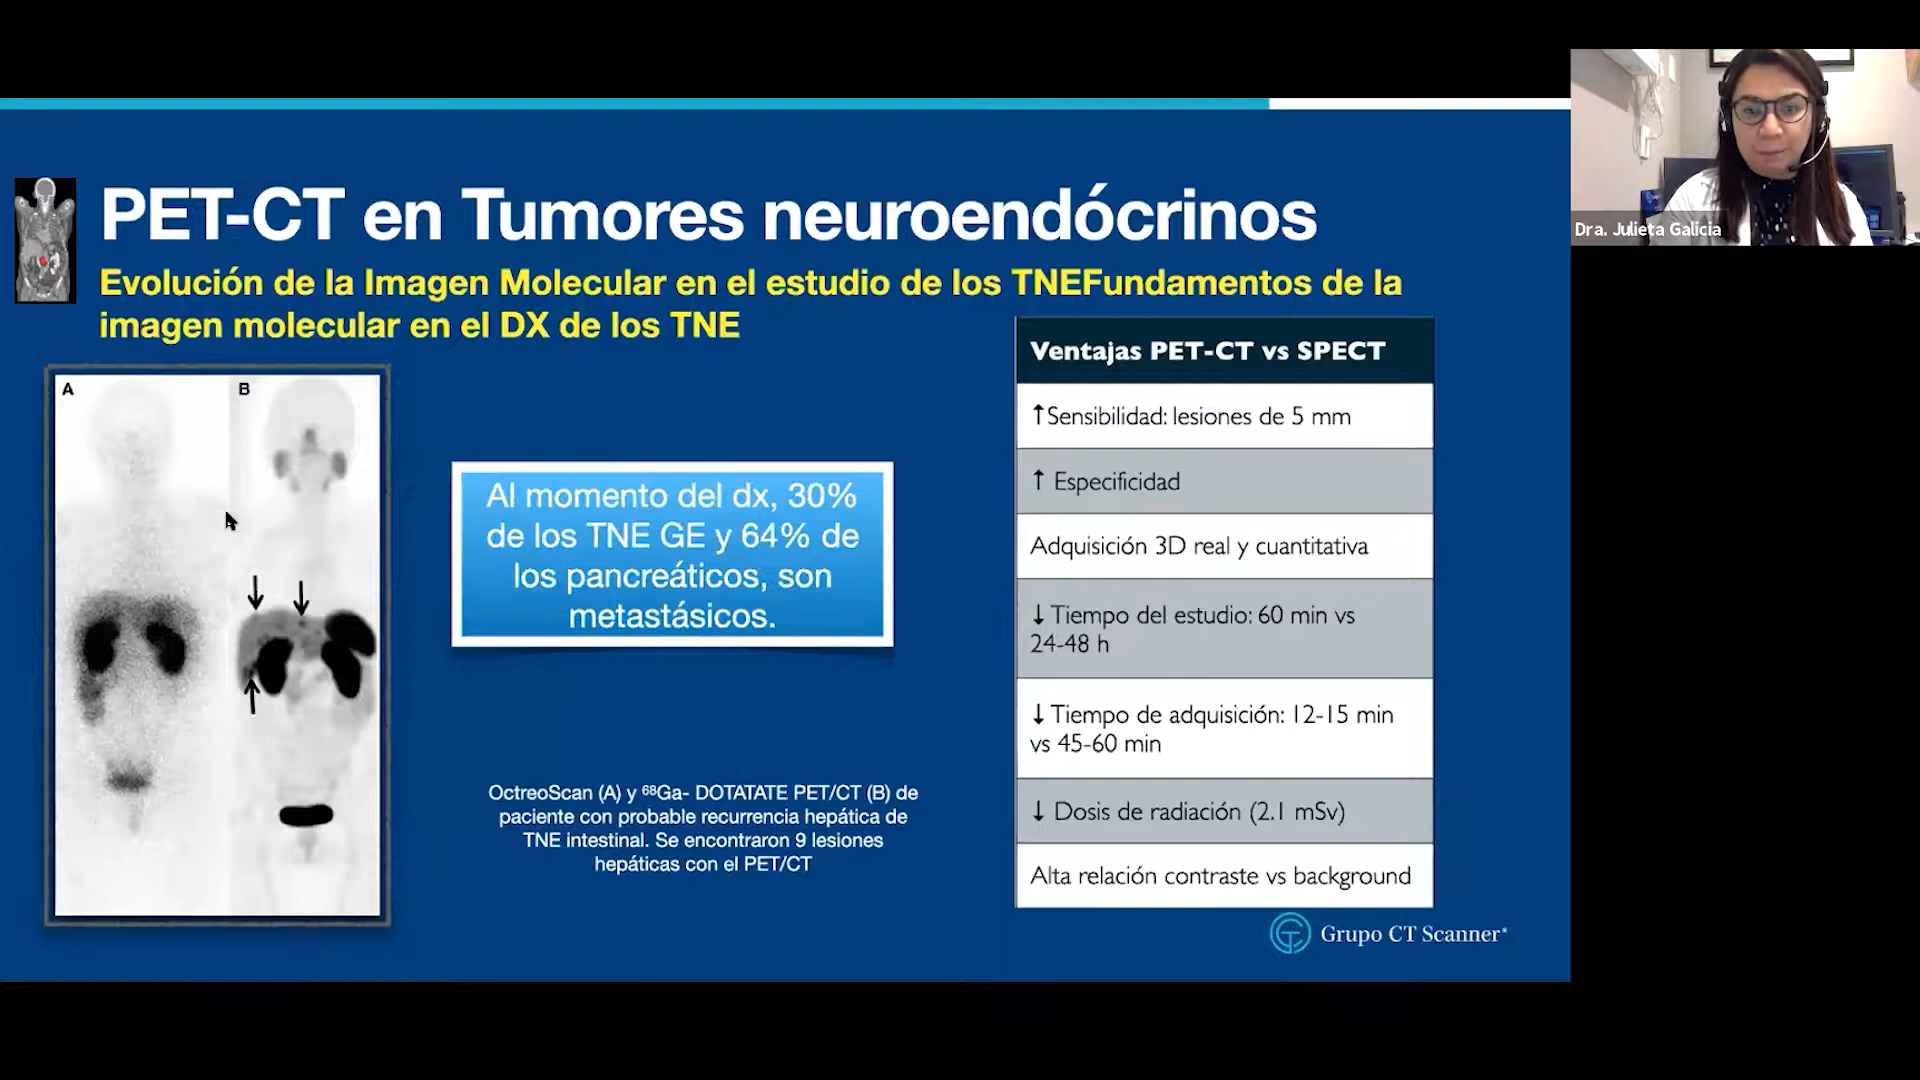 PET-CT en Tumores neuroendócrinos
Evolución de la Imagen Molecular en el estudio de los TNEFundamentos de la
imagen molecular en el DX de los TNE
A
B
Al momento del dx, 30%
de los TNE GE y 64% de
los pancreáticos, son
metastásicos.
OctreoScan (A) y ⁶⁸Ga- DOTATATE PET/CT (B) de
paciente con probable recurrencia hepática de
TNE intestinal. Se encontraron 9 lesiones
hepáticas con el PET/CT
Ventajas PET-CT vs SPECT
↑Sensibilidad: lesiones de 5 mm
↑ Especificidad
Adquisición 3D real y cuantitativa
↓ Tiempo del estudio: 60 min vs
24-48 h
↓ Tiempo de adquisición: 12-15 min
vs 45-60 min
↓ Dosis de radiación (2.1 mSv)
Alta relación contraste vs background
Grupo CT Scanner
Dra. Julieta Galicia